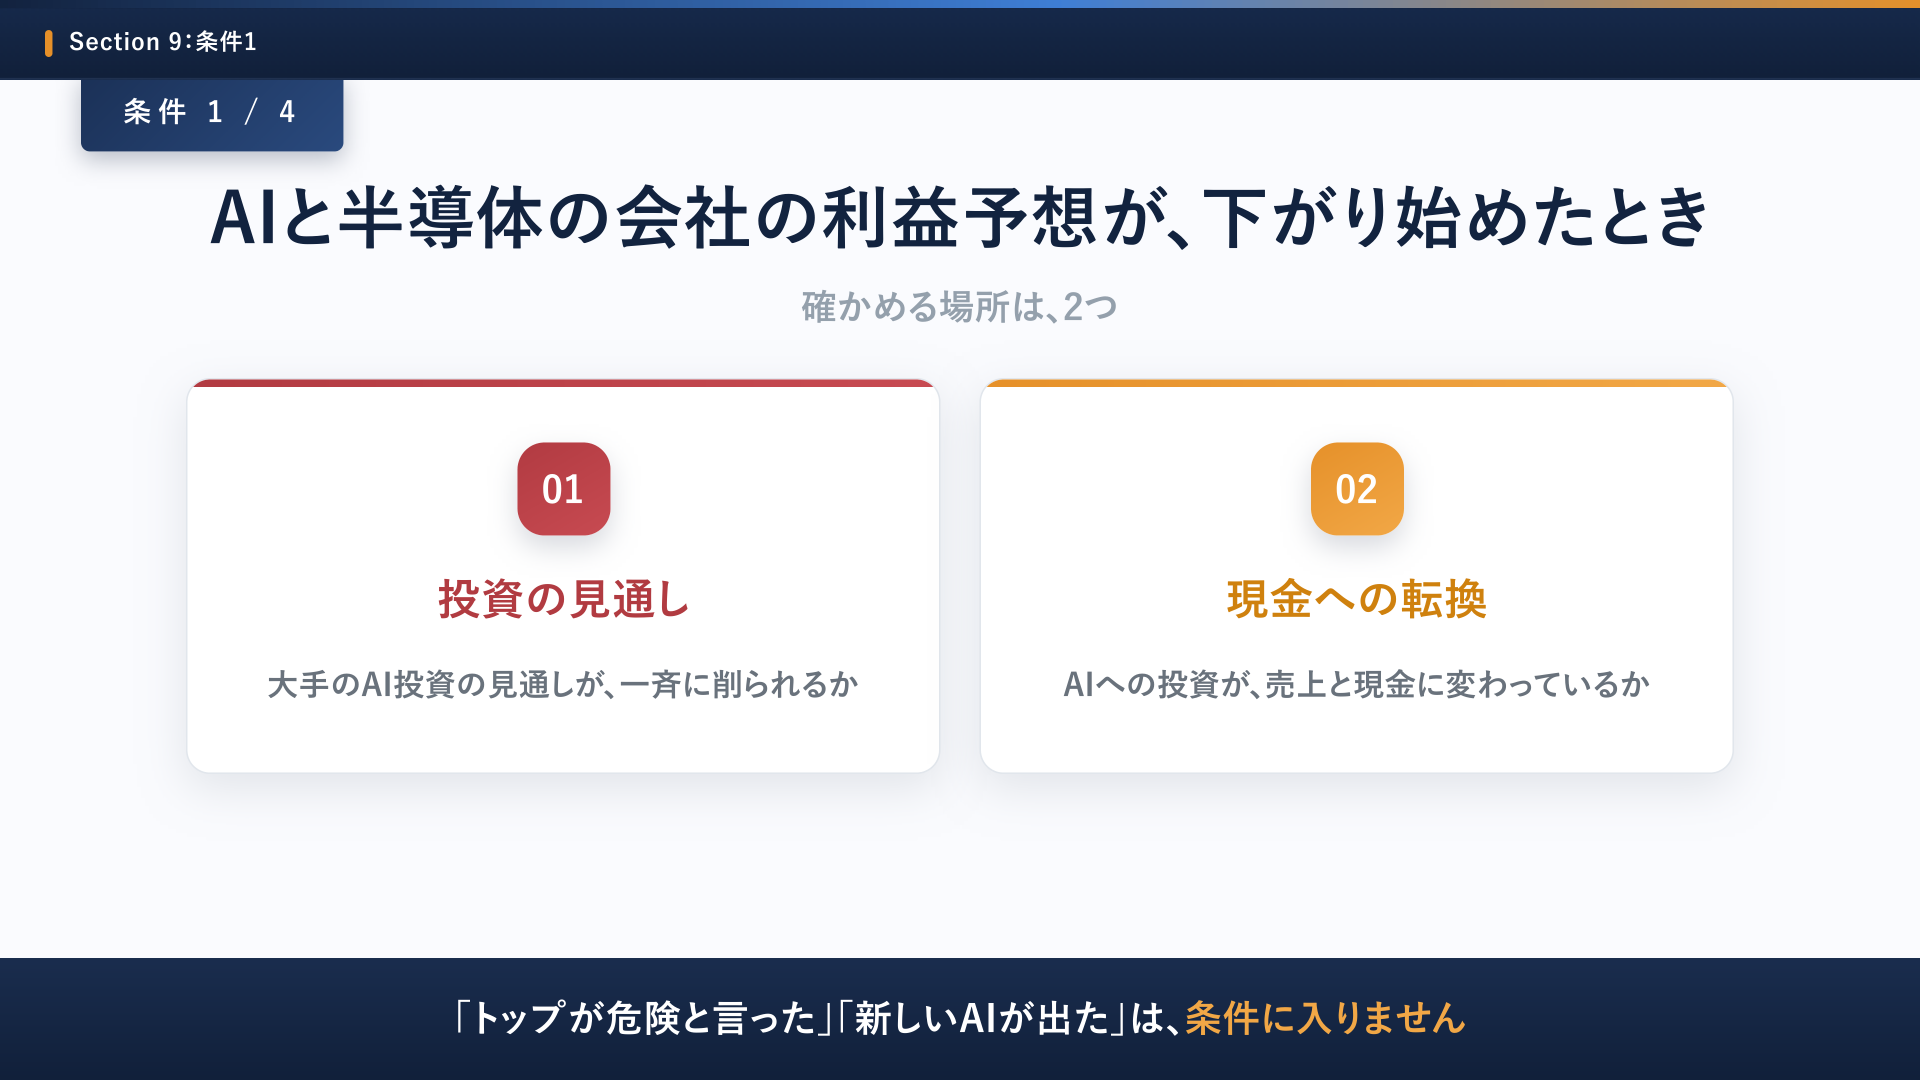 Section 9：条件1
条件 1 / 4
AIと半導体の会社の利益予想が、下がり始めたとき
確かめる場所は、2つ
01
投資の見通し
大手のAI投資の見通しが、一斉に削られるか
02
現金への転換
AIへの投資が、売上と現金に変わっているか
「トップが危険と言った」「新しいAIが出た」は、条件に入りません